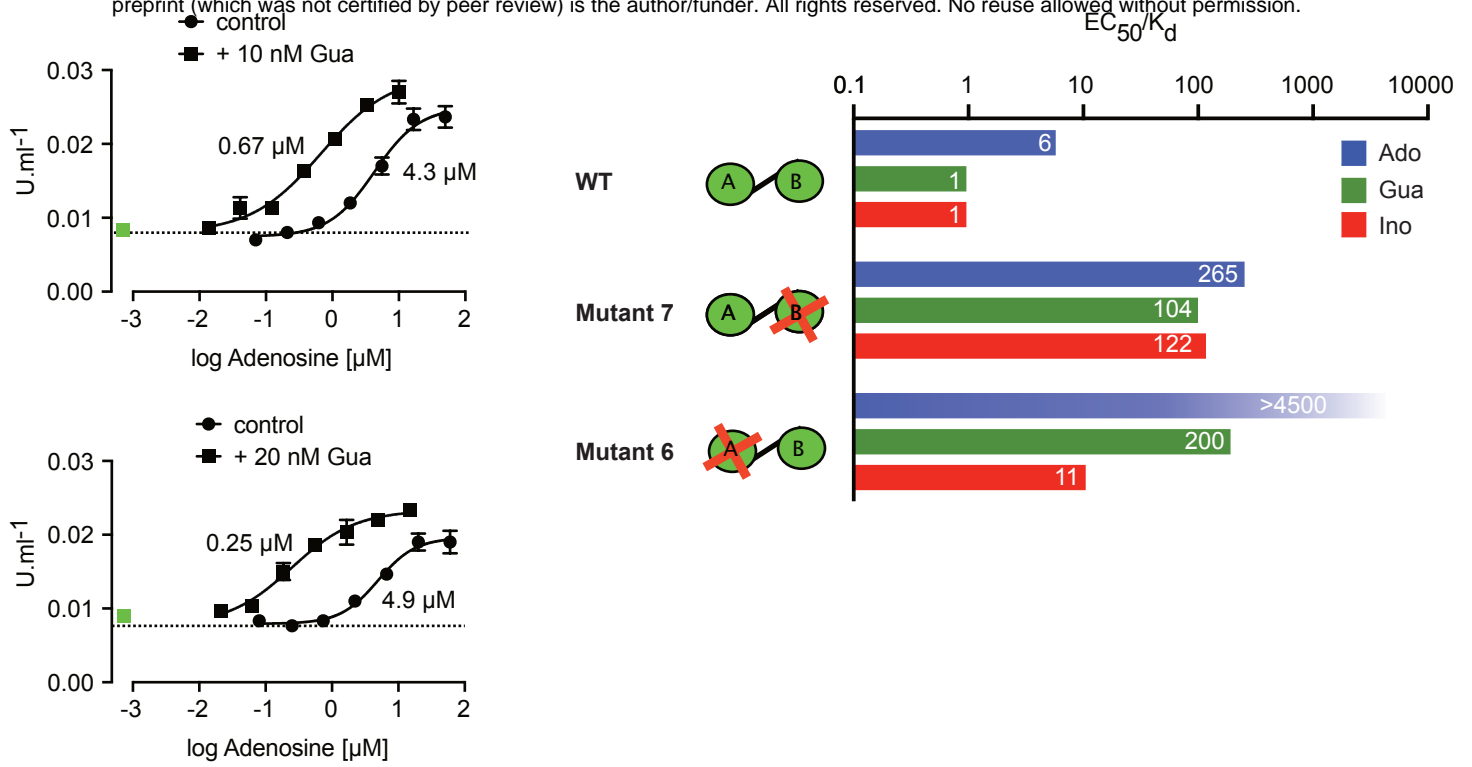 preprint (which was not certified by peer review) is the author/funder. All rights reserved. No reuse allowed without permission.
control
+ 10 nM Gua
0.03
0.02
0.01
0.00
U.ml-1
0.67 µM
4.3 µM
-3 -2 -1 0 1 2
log Adenosine [µM]
control
+ 20 nM Gua
0.03
0.02
0.01
0.00
U.ml-1
0.25 µM
4.9 µM
-3 -2 -1 0 1 2
log Adenosine [µM]
EC50/Kd
0.1 1 10 100 1000 10000
Ado
Gua
Ino
WT
A B
6
1
1
Mutant 7
A B
265
104
122
Mutant 6
A B
>4500
200
11